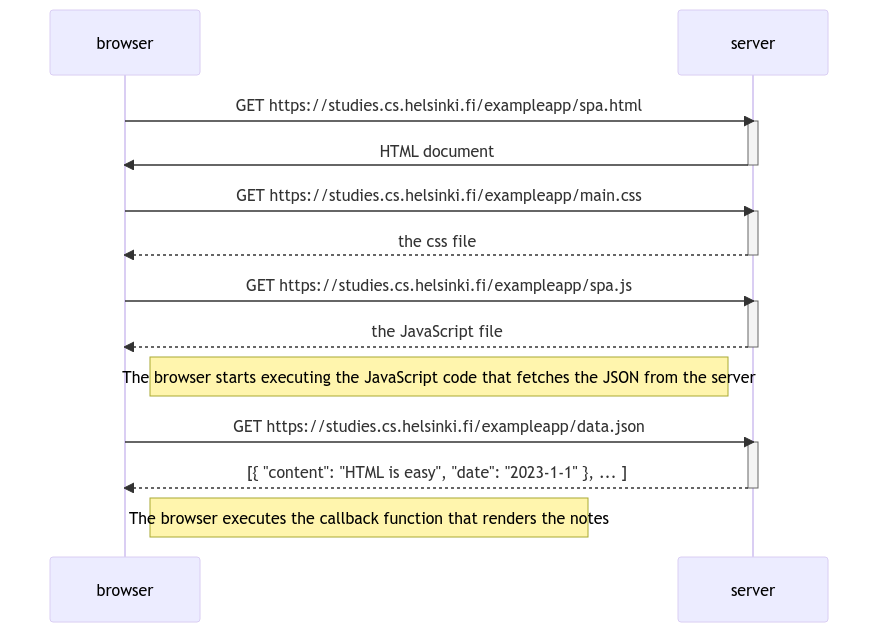 browser
server
GET https://studies.cs.helsinki.fi/exampleapp/spa.html
HTML document
GET https://studies.cs.helsinki.fi/exampleapp/main.css
the css file
GET https://studies.cs.helsinki.fi/exampleapp/spa.js
the JavaScript file
The browser starts executing the JavaScript code that fetches the JSON from the server
GET https://studies.cs.helsinki.fi/exampleapp/data.json
[{ "content": "HTML is easy", "date": "2023-1-1" }, ... ]
The browser executes the callback function that renders the notes
browser
server